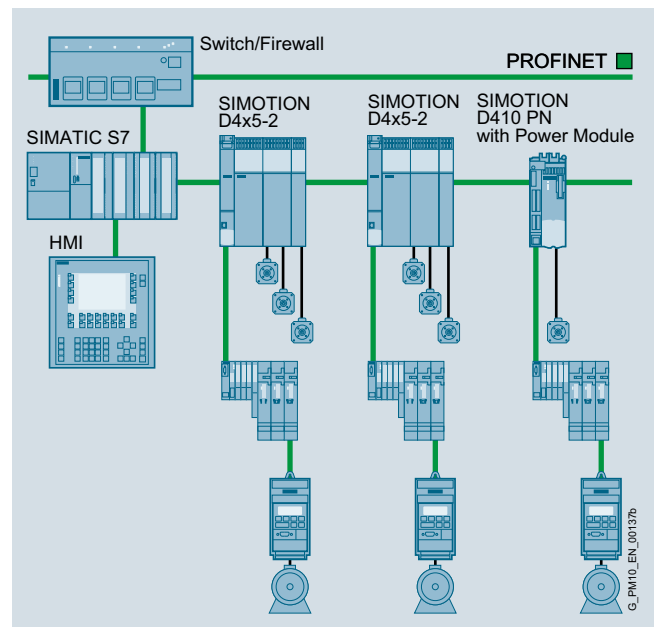 Switch/Firewall
PROFINET
SIMOTION
D4x5-2
SIMOTION
D4x5-2
SIMOTION
D410 PN
with Power Module
SIMATIC S7
HMI
G_PM10_EN_00137b